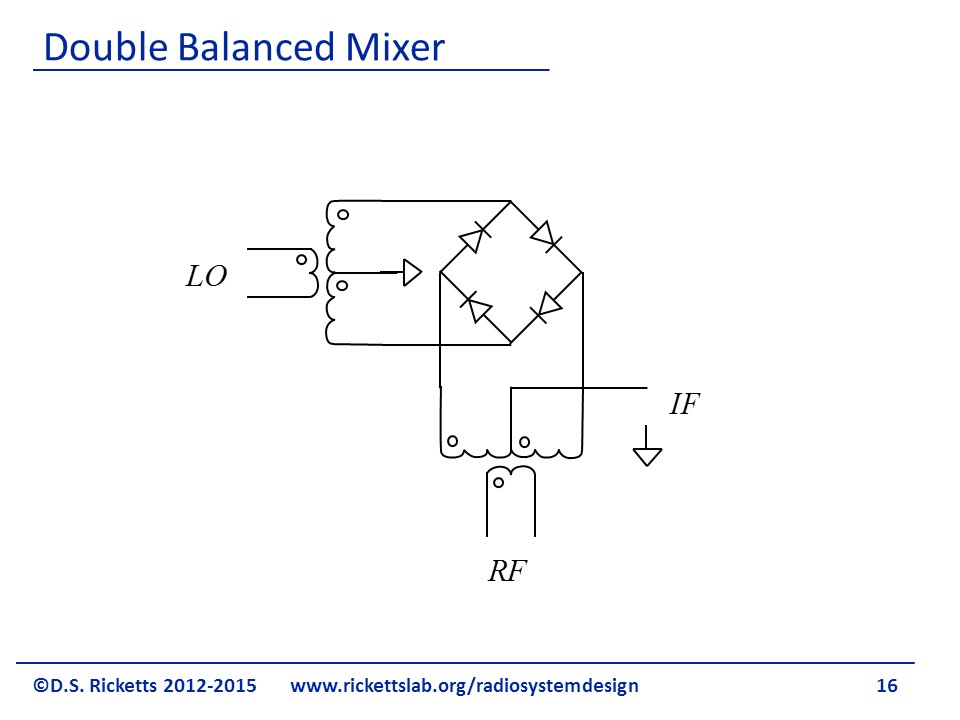 Double Balanced Mixer
LO
IF
RF
©D.S. Ricketts 2012-2015 www.rickettslab.org/radiosystemdesign 16